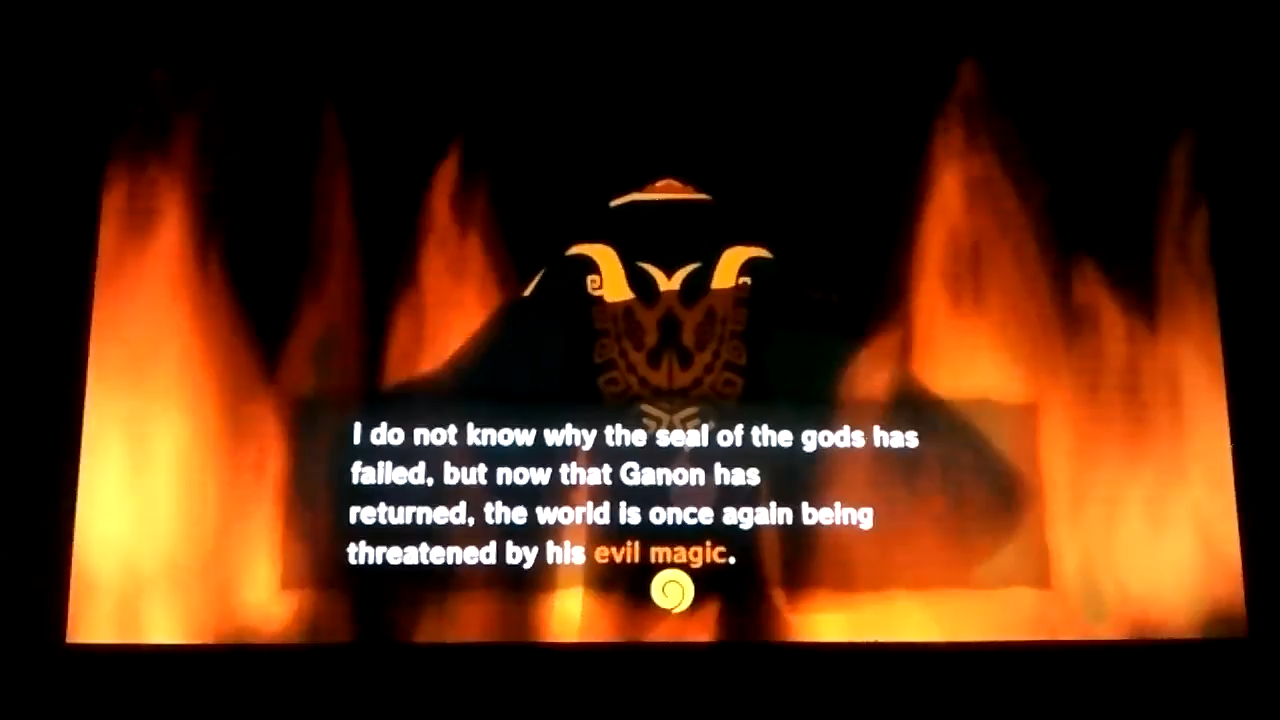 I do not know why the seal of the gods has
failed, but now that Ganon has
returned, the world is once again being
threatened by his evil magic.